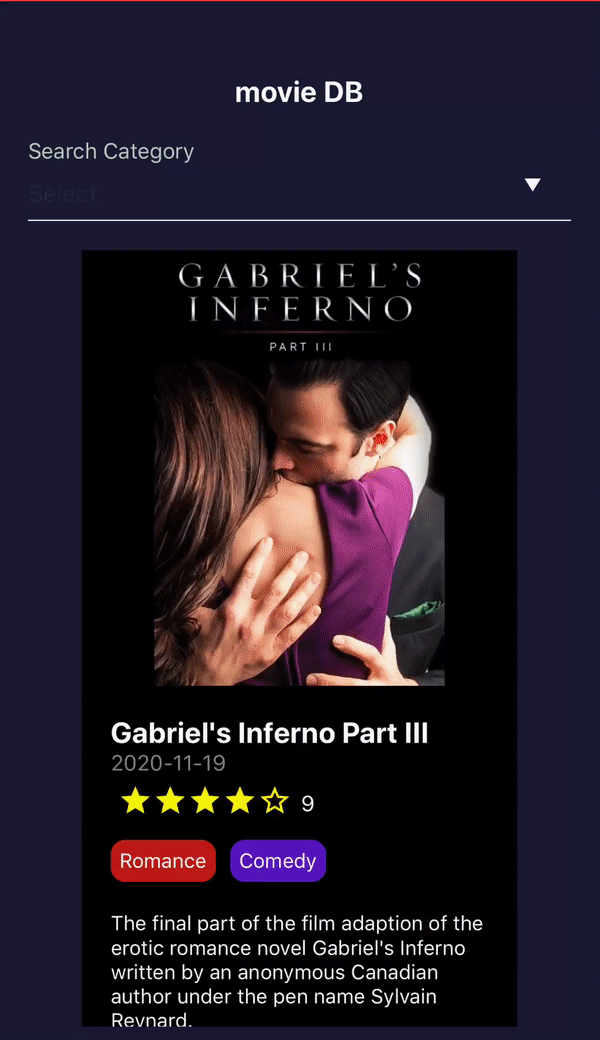 movie DB
Search Category
Select
GABRIEL'S
INFERNO
PART III
Gabriel's Inferno Part III
2020-11-19
9
Romance Comedy
The final part of the film adaption of the
erotic romance novel Gabriel's Inferno
written by an anonymous Canadian
author under the pen name Sylvain
Reynard.